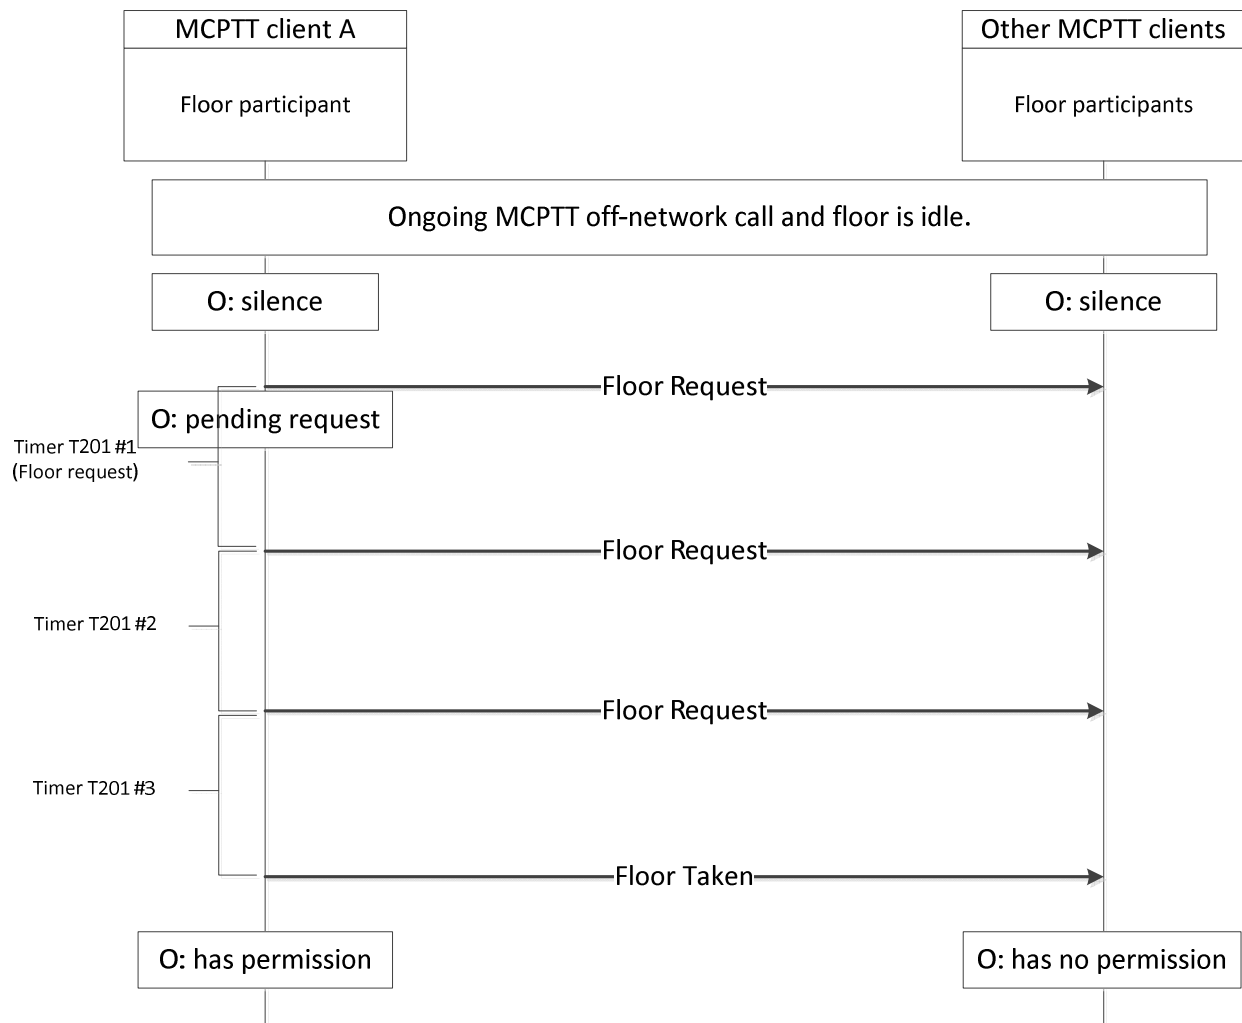 MCPTT client A
Other MCPTT clients
Floor participant
Floor participants
Ongoing MCPTT off-network call and floor is idle.
O: silence
O: silence
Floor Request
O: pending request
Timer T201 #1
(Floor request)
Floor Request
Timer T201 #2
Floor Request
Timer T201 #3
Floor Taken
O: has permission
O: has no permission